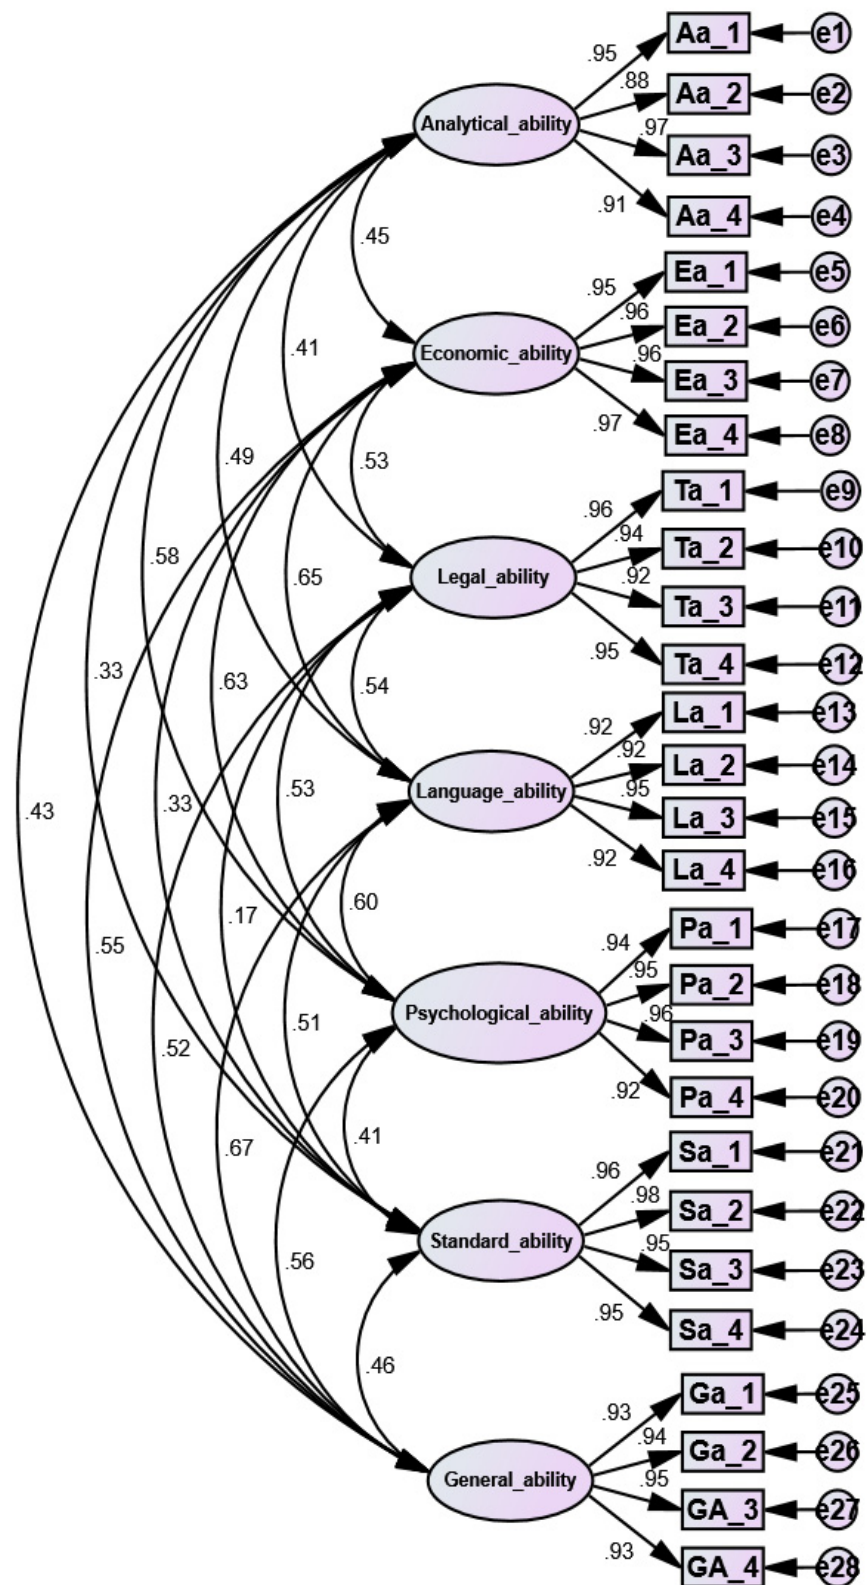 Aa_1 e1
.95
.88 Aa_2 e2
Analytical_ability
.97 Aa_3 e3
.91 Aa_4 e4
.45
Ea_1 e5
.95
.96 Ea_2 e6
.41 Economic_ability
.96 Ea_3 e7
.97 Ea_4 e8
.49 .53
Ta_1 e9
.96
.94 Ta_2 e10
.58 .65 Legal_ability
.92 Ta_3 e11
.95 Ta_4 e12
.33 .63 .54
La_1 e13
.92
.92 La_2 e14
.53 Language_ability
.95 La_3 e15
.43 .33
.92 La_4 e16
.17 .60
Pa_1 e17
.55 .94
.95 Pa_2 e18
Psychological_ability
.51 .96 Pa_3 e19
.52
.92 Pa_4 e20
.67 .41
Sa_1 e21
.96
.98 Sa_2 e22
Standard_ability
.56 .95 Sa_3 e23
.95 Sa_4 e24
.46
Ga_1 e25
.93
.94 Ga_2 e26
General_ability
.95 GA_3 e27
.93 GA_4 e28